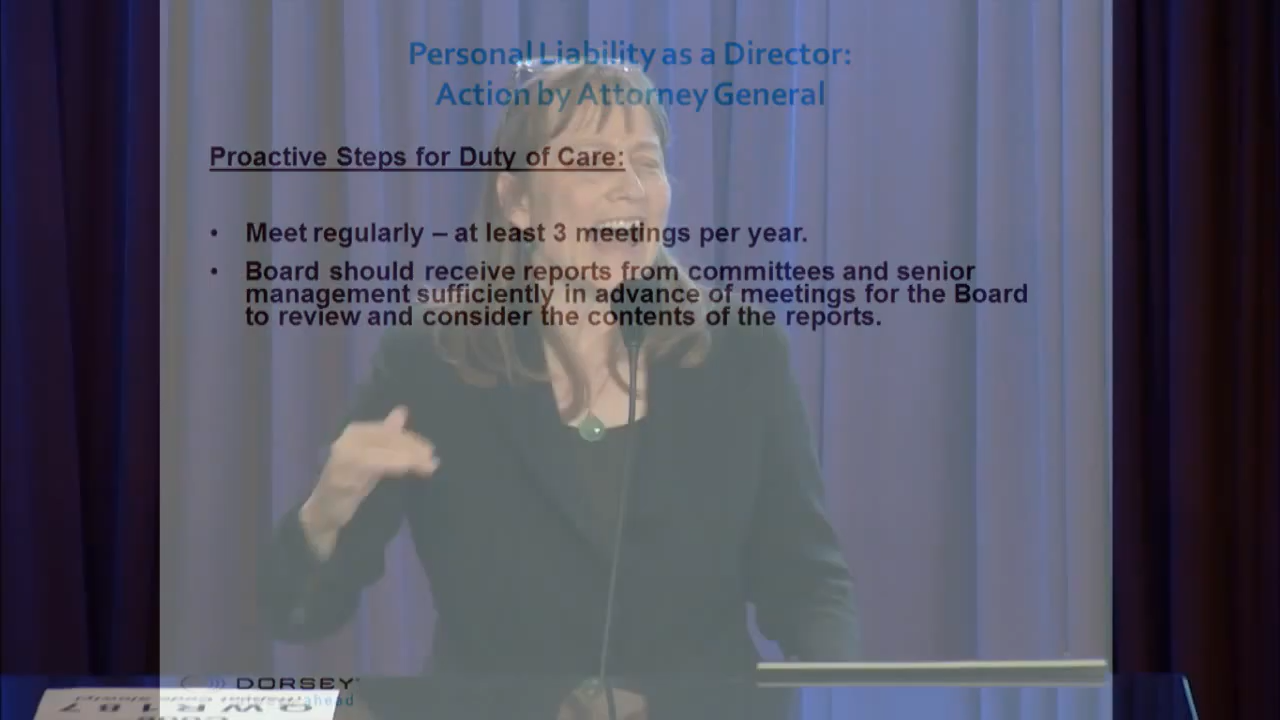 Personal Liability as a Director:
Action by Attorney General
Proactive Steps for Duty of Care:
• Meet regularly – at least 3 meetings per year.
• Board should receive reports from committees and senior
management sufficiently in advance of meetings for the Board
to review and consider the contents of the reports.
DORSEY
ahead
QWR187